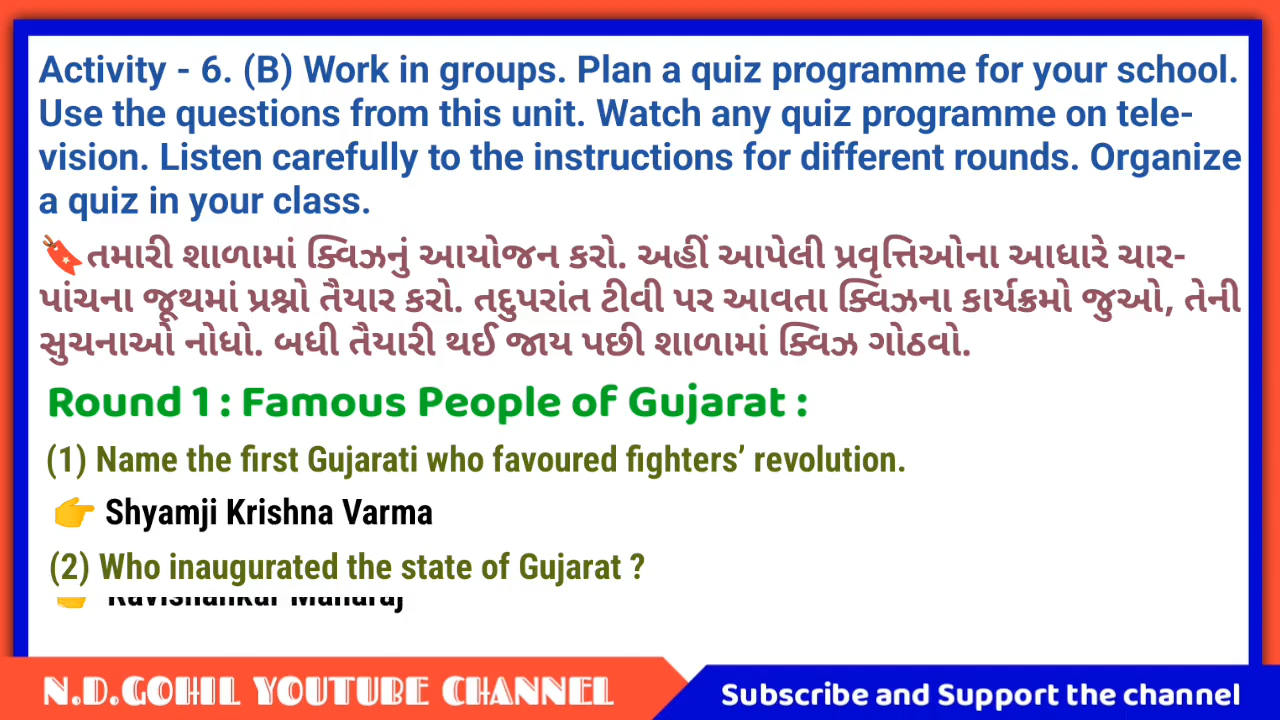 Activity - 6. (B) Work in groups. Plan a quiz programme for your school.
Use the questions from this unit. Watch any quiz programme on tele-
vision. Listen carefully to the instructions for different rounds. Organize
a quiz in your class.
તમારી શાળામાં ક્વિઝનું આયોજન કરો. અહીં આપેલી પ્રવૃત્તિઓના આધારે ચાર-
પાંચના જૂથમાં પ્રશ્નો તૈયાર કરો. તદુપરાંત ટીવી પર આવતા ક્વિઝના કાર્યક્રમો જુઓ, તેની
સુચનાઓ નોધો. બધી તૈયારી થઈ જાય પછી શાળામાં ક્વિઝ ગોઠવો.
Round 1 : Famous People of Gujarat :
(1) Name the first Gujarati who favoured fighters’ revolution.
👉 Shyamji Krishna Varma
(2) Who inaugurated the state of Gujarat ?
Ravishankar Maharaj
N.D.GOHIL YOUTUBE CHANNEL
Subscribe and Support the channel